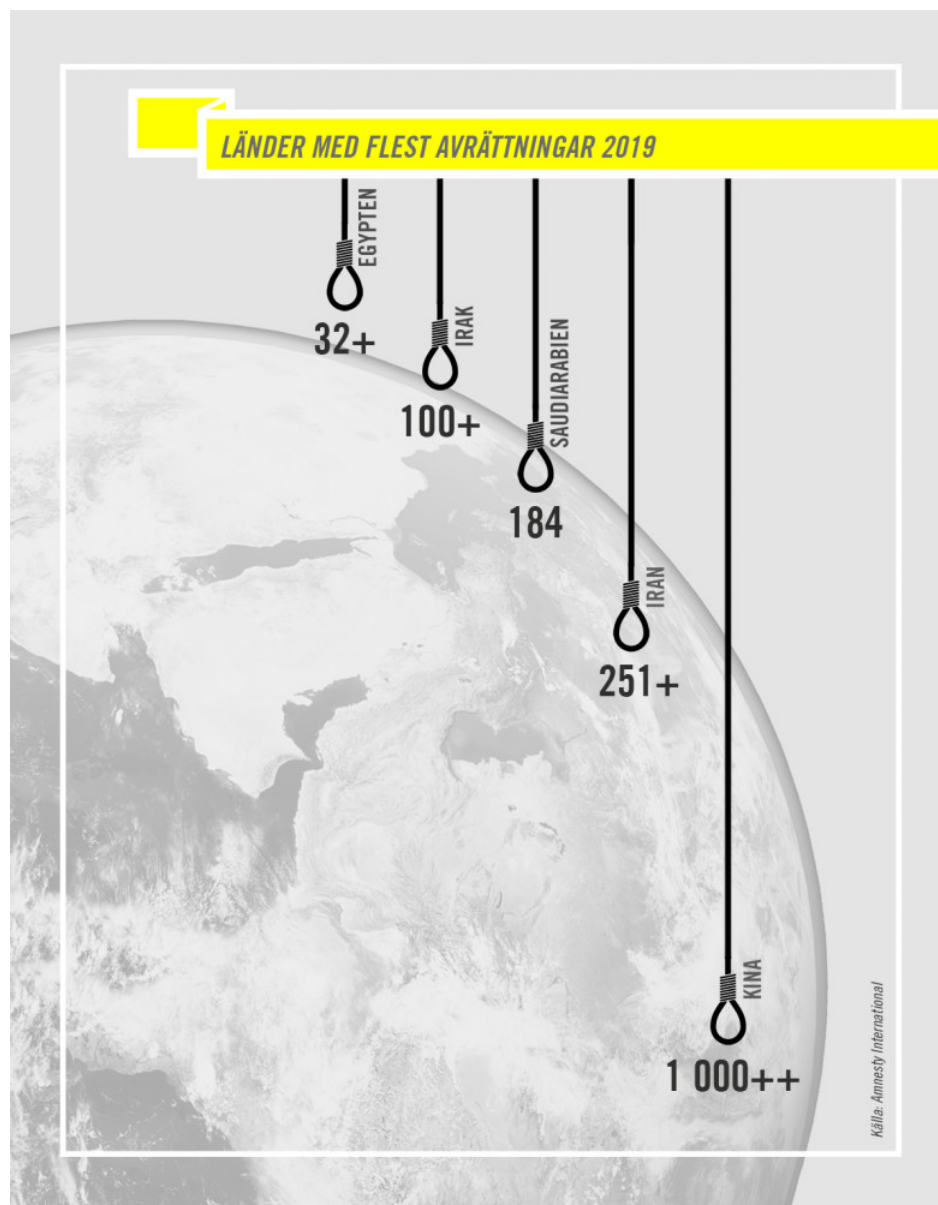 LÄNDER MED FLEST AVRÄTTNINGAR 2019
EGYPTEN
32+
IRAK
100+
SAUDIARABIEN
184
IRAN
251+
KINA
1 000++
Källa: Amnesty International